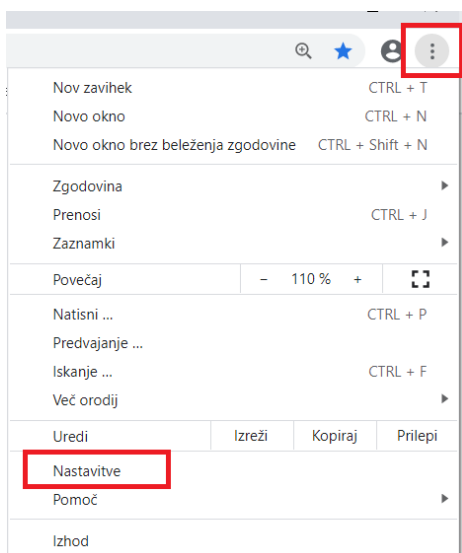 Nov zavihek CTRL + T
Novo okno CTRL + N
Novo okno brez beleženja zgodovine CTRL + Shift + N
Zgodovina
Prenosi CTRL + J
Zaznamki
Povečaj - 110 % +
Natisni ... CTRL + P
Predvajanje ...
Iskanje ... CTRL + F
Več orodij
Uredi Izreži Kopiraj Prilepi
Nastavitve
Pomoč
Izhod